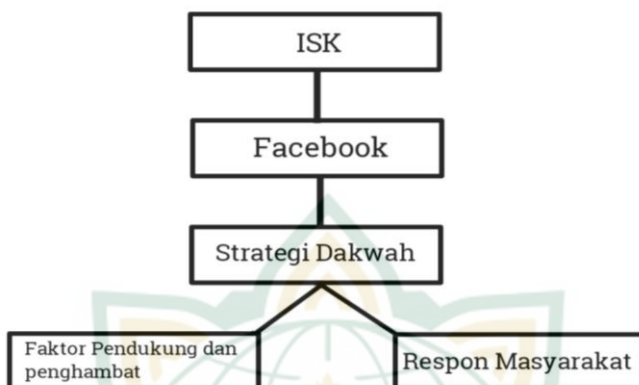 ISK
Facebook
Strategi Dakwah
Faktor Pendukung dan
penghambat
Respon Masyarakat